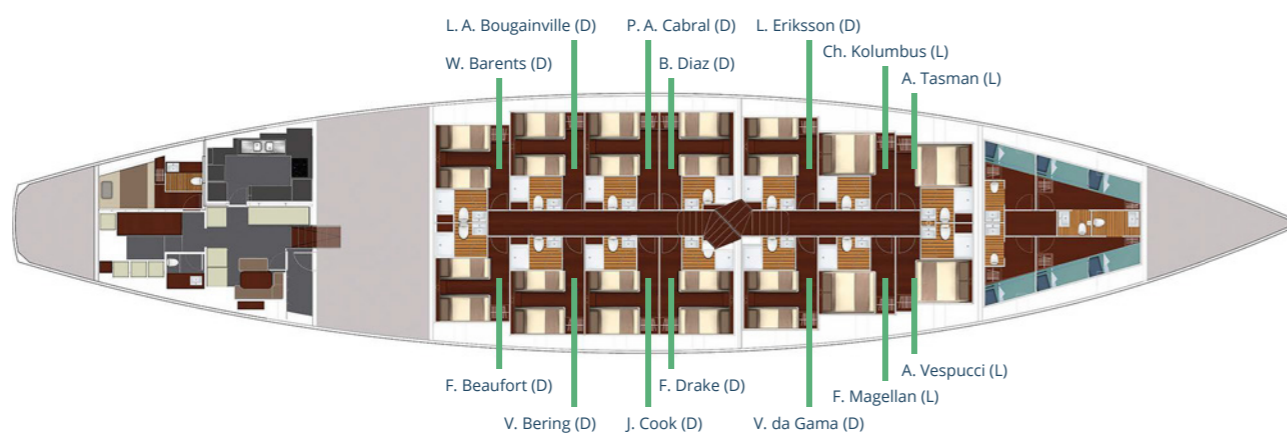 L. A. Bougainville (D)
P. A. Cabral (D)
L. Eriksson (D)
Ch. Kolumbus (L)
W. Barents (D)
B. Diaz (D)
A. Tasman (L)
F. Beaufort (D)
F. Drake (D)
A. Vespucci (L)
F. Magellan (L)
V. Bering (D)
J. Cook (D)
V. da Gama (D)